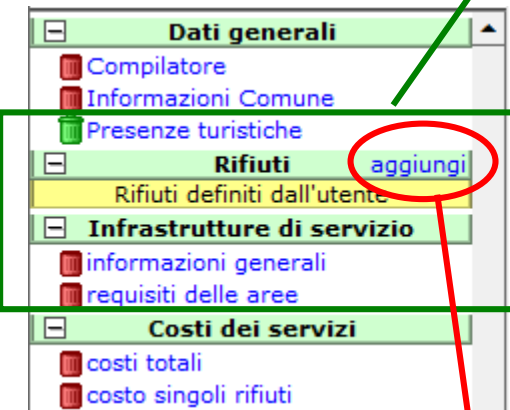 Dati generali
Compilatore
Informazioni Comune
Presenze turistiche
Rifiuti aggiungi
Rifiuti definiti dall'utente
Infrastrutture di servizio
informazioni generali
requisiti delle aree
Costi dei servizi
costi totali
costo singoli rifiuti